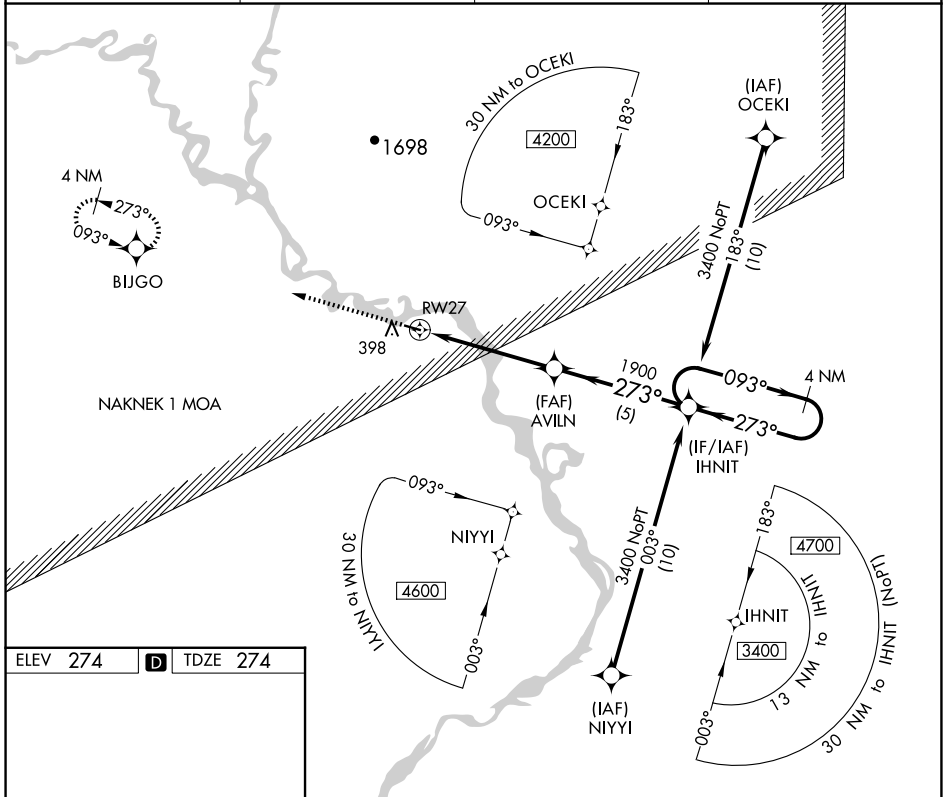 30 NM to OCEKI
4200
183°
OCEKI
093°
(IAF)
OCEKI
1698
4 NM
273°
093°
BIJGO
3400 NoPT
183°
(10)
RW27
398
1900
273°
(5)
093°
4 NM
273°
(FAF)
AVILN
(IF/IAF)
IHNIT
NAKNEK 1 MOA
093°
NIYYI
4600
30 NM to NIYYI
003°
3400 NoPT
003°
(10)
183°
4700
IHNIT
3400
13 NM to IHNIT
30 NM to IHNIT (NoPT)
003°
(IAF)
NIYYI
ELEV 274 D TDZE 274